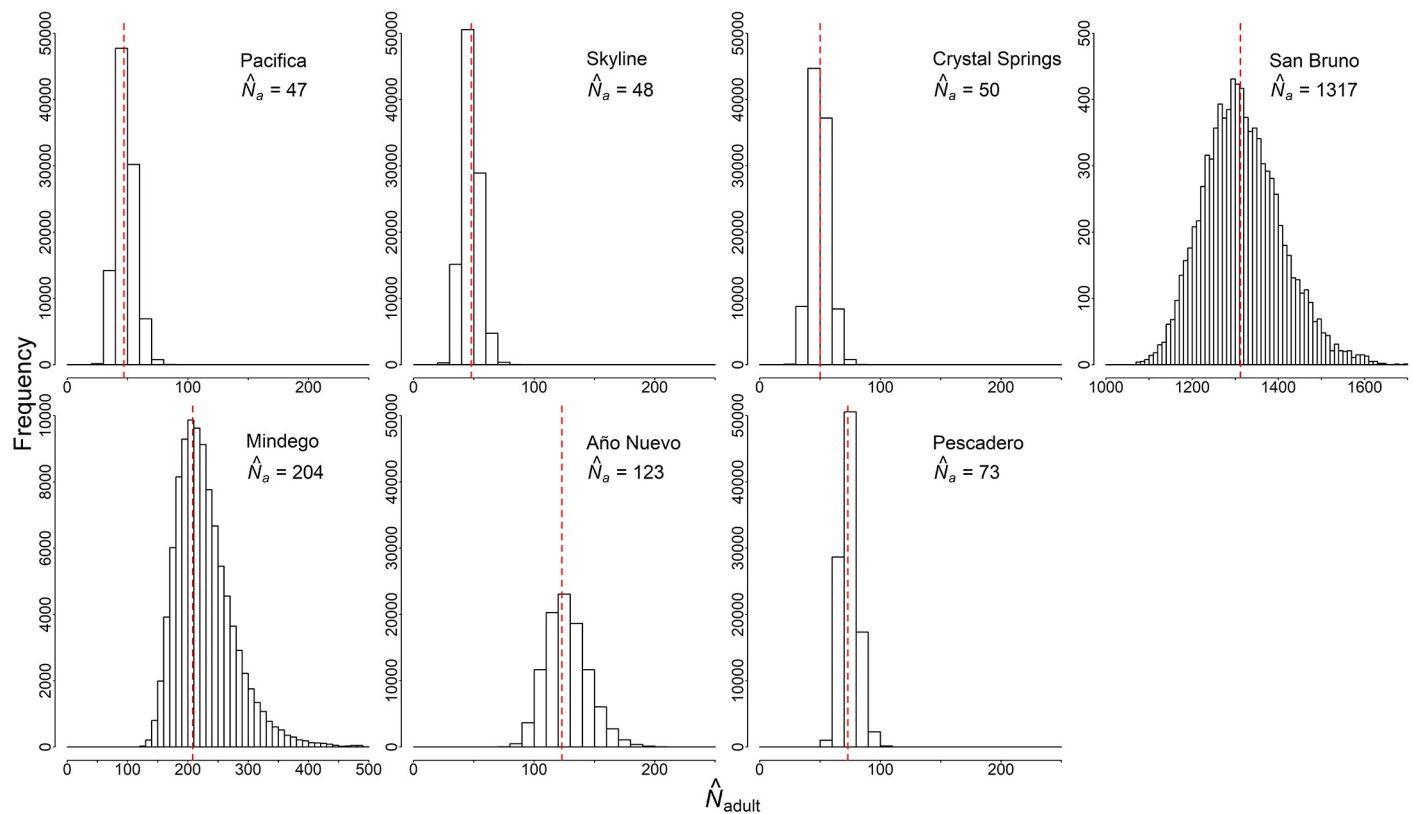 Frequency
50000
40000
30000
20000
10000
0
0 100 200
Pacifica
N̂a = 47
50000
40000
30000
20000
10000
0
0 100 200
Skyline
N̂a = 48
50000
40000
30000
20000
10000
0
0 100 200
Crystal Springs
N̂a = 50
500
400
300
200
100
0
1000 1200 1400 1600
San Bruno
N̂a = 1317
10000
8000
6000
4000
2000
0
0 100 200 300 400 500
Mindego
N̂a = 204
50000
40000
30000
20000
10000
0
0 100 200
Año Nuevo
N̂a = 123
50000
40000
30000
20000
10000
0
0 100 200
Pescadero
N̂a = 73
N̂adult